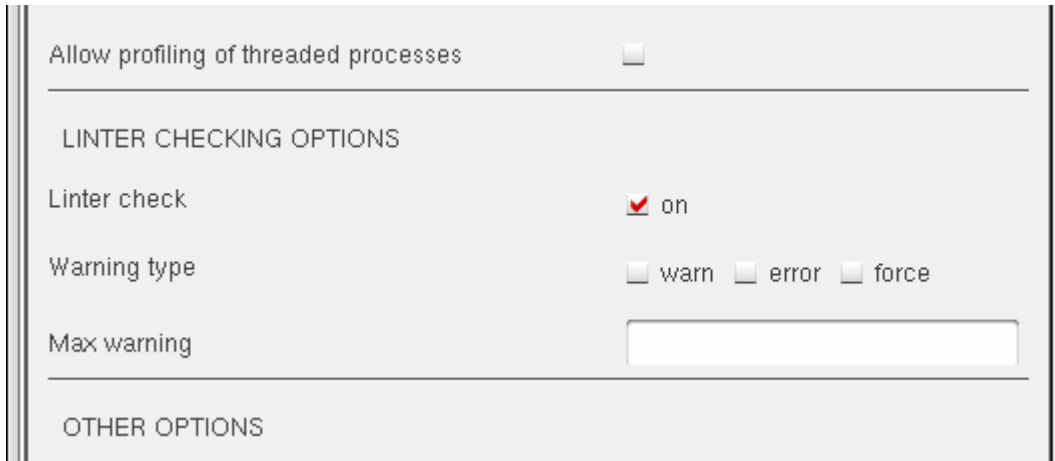 Allow profiling of threaded processes
LINTER CHECKING OPTIONS
Linter check on
Warning type warn error force
Max warning
OTHER OPTIONS